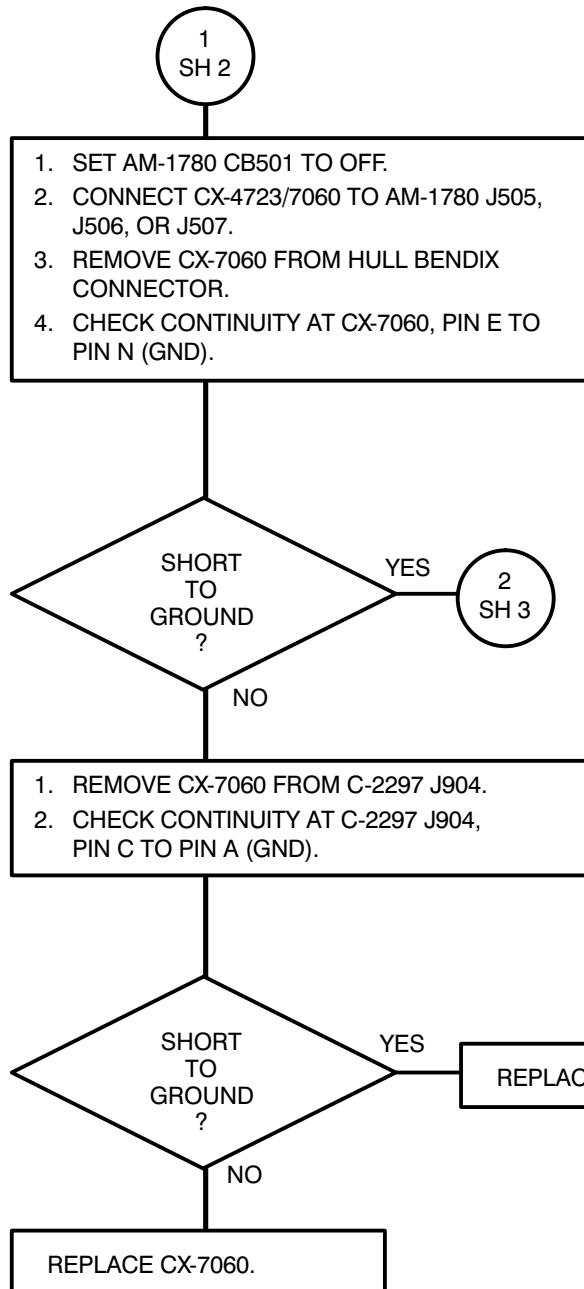 1
SH 2
1. SET AM-1780 CB501 TO OFF.
2. CONNECT CX-4723/7060 TO AM-1780 J505,
J506, OR J507.
3. REMOVE CX-7060 FROM HULL BENDIX
CONNECTOR.
4. CHECK CONTINUITY AT CX-7060, PIN E TO
PIN N (GND).
SHORT
TO
GROUND
?
YES
2
SH 3
NO
1. REMOVE CX-7060 FROM C-2297 J904.
2. CHECK CONTINUITY AT C-2297 J904,
PIN C TO PIN A (GND).
SHORT
TO
GROUND
?
YES
NO
REPLACE CX-7060.